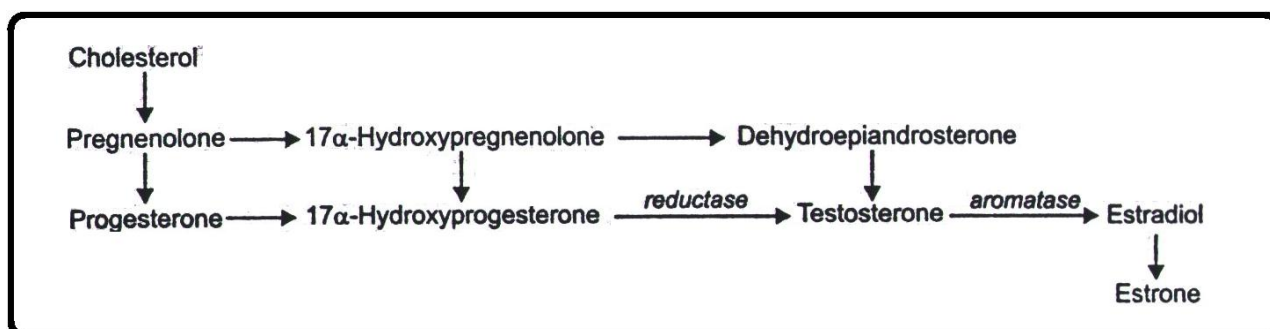 Cholesterol
Pregnenolone 17α-Hydroxypregnenolone Dehydroepiandrosterone
Progesterone 17α-Hydroxyprogesterone reductase Testosterone aromatase Estradiol
Estrone